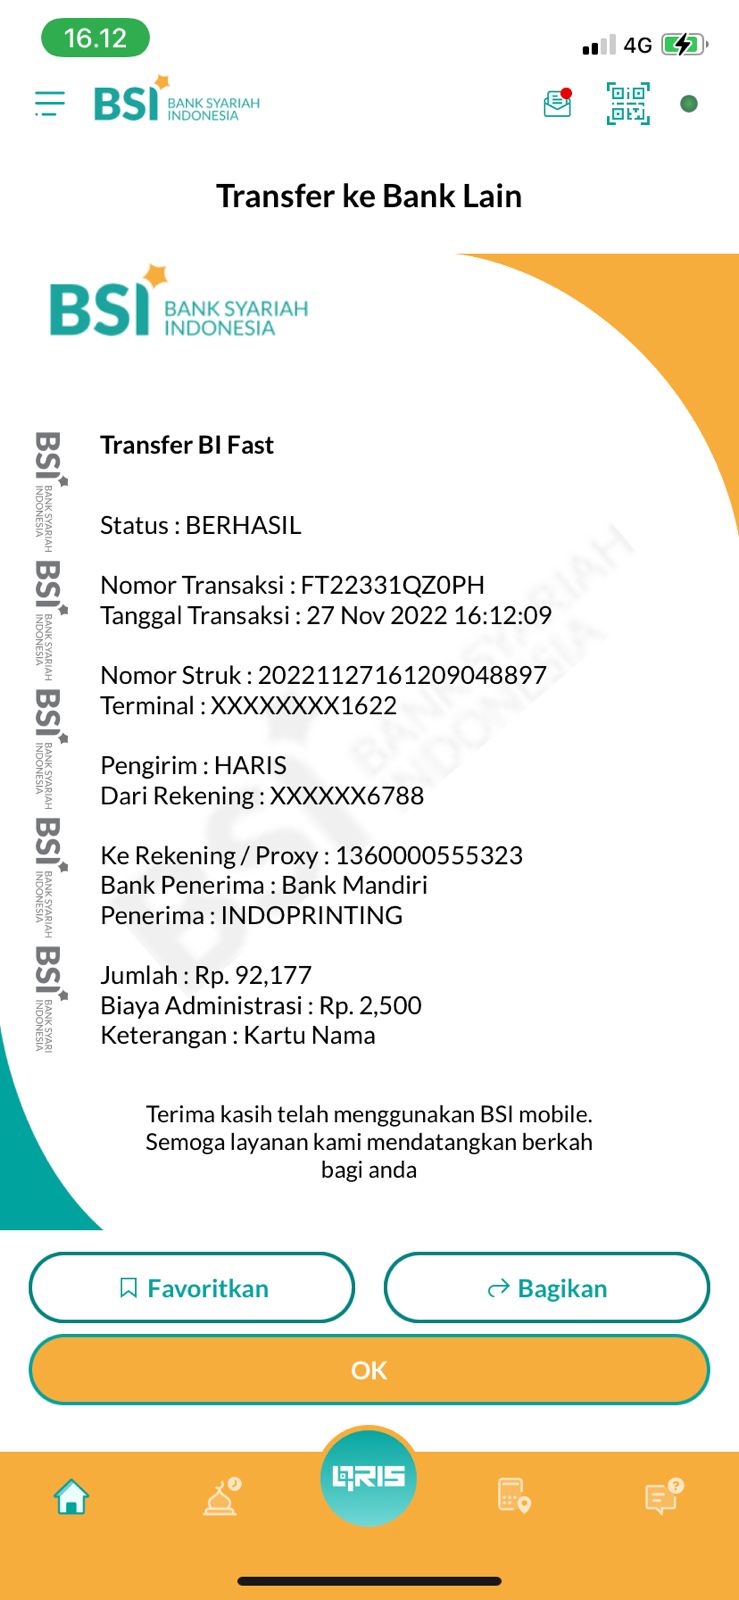 16.12
4G
BSI BANK SYARIAH
INDONESIA
Transfer ke Bank Lain
BSI BANK SYARIAH
INDONESIA
Transfer BI Fast
Status : BERHASIL
Nomor Transaksi : FT22331QZ0PH
Tanggal Transaksi : 27 Nov 2022 16:12:09
Nomor Struk : 20221127161209048897
Terminal : XXXXXXXX1622
Pengirim : HARIS
Dari Rekening : XXXXXX6788
Ke Rekening / Proxy : 1360000555323
Bank Penerima : Bank Mandiri
Penerima : INDOPRINTING
Jumlah : Rp. 92,177
Biaya Administrasi : Rp. 2,500
Keterangan : Kartu Nama
BSI BANK SYARIAH
INDONESIA
BSI BANK SYARIAH
INDONESIA
BSI BANK SYARIAH
INDONESIA
BSI BANK SYARIAH
INDONESIA
BSI BANK SYARI
INDONESIA
BSI BANK SYARIAH
INDONESIA
Terima kasih telah menggunakan BSI mobile.
Semoga layanan kami mendatangkan berkah
bagi anda
Favoritkan
Bagikan
OK
QRIS